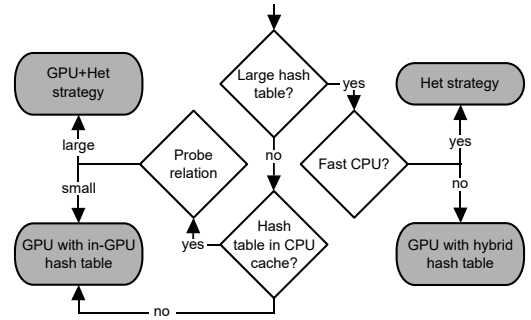 GPU+Het
strategy
Large hash
table?
yes
Het strategy
large
small
Probe
relation
no
Fast CPU?
yes
no
GPU with in-GPU
hash table
yes
Hash
table in CPU
cache?
GPU with hybrid
hash table
no